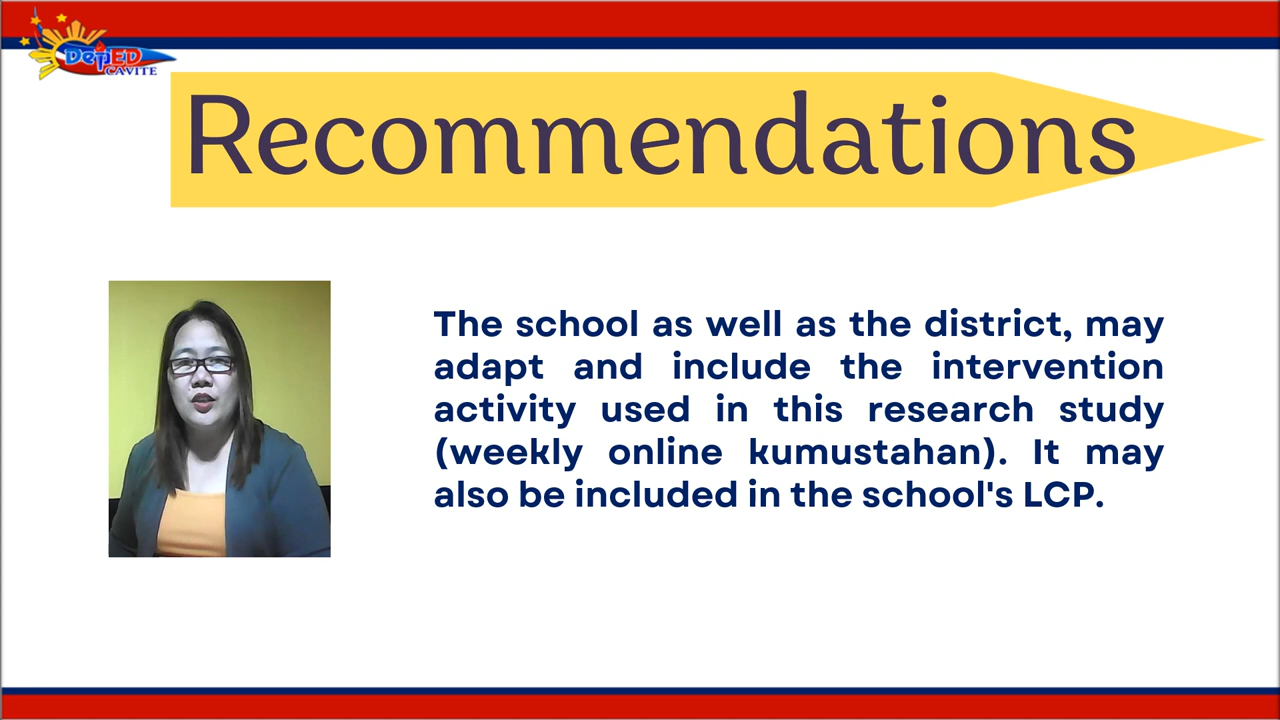 DepED
CAVITE
Recommendations
The school as well as the district, may
adapt and include the intervention
activity used in this research study
(weekly online kumustahan). It may
also be included in the school's LCP.